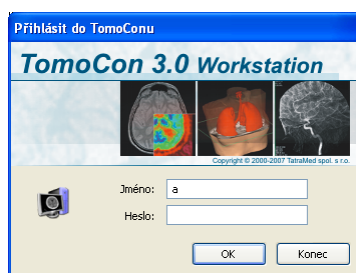 Přihlásit do TomoConu
TomoCon 3.0 Workstation
Copyright © 2000-2007 TatraMed spol. s r.o.
Jméno: a
Heslo:
OK Konec